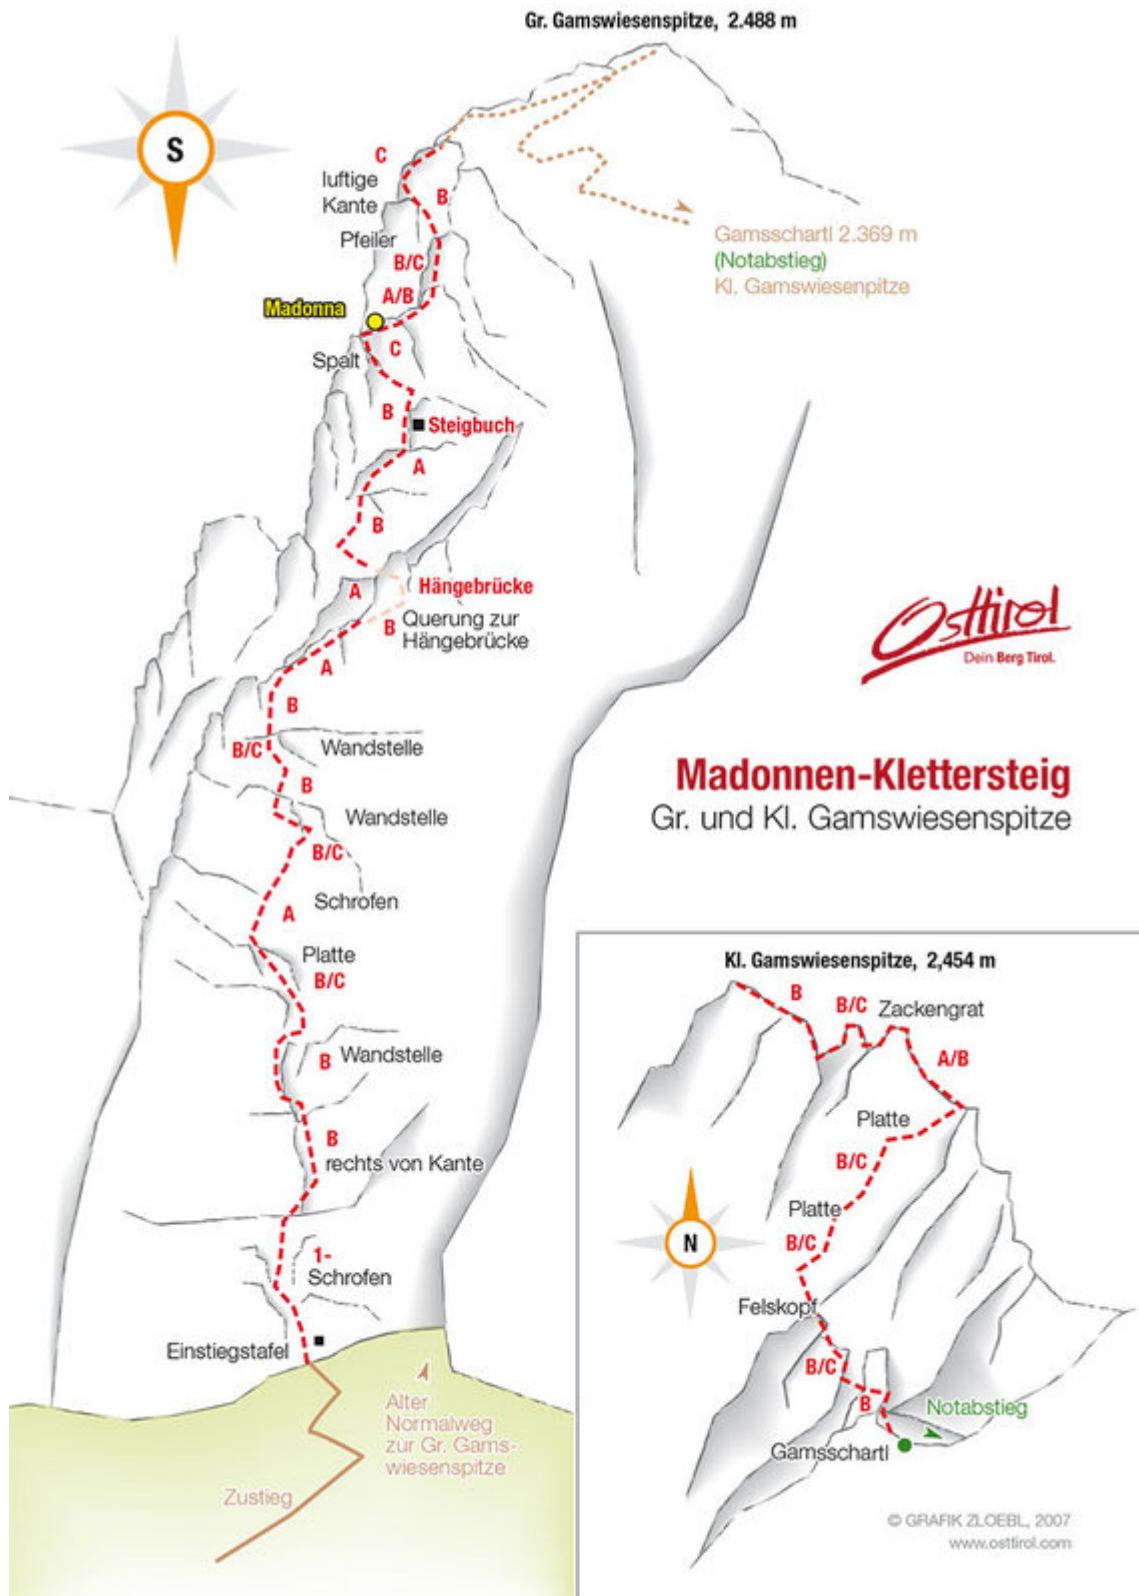 Gr. Gamswiesenspitze, 2.488 m
S
C
luftige
Kante
B
Pfeiler
B/C
A/B
Gamsschartl 2.369 m
(Notabstieg)
Kl. Gamswiesenpitze
Madonna
C
Spalt
B
Steigbuch
A
B
Hängebrücke
A
B
Querung zur
Hängebrücke
A
B
B/C
Wandstelle
B
Wandstelle
B/C
Schrofen
A
Platte
B/C
B
Wandstelle
B
rechts von Kante
1-
Schrofen
Einstiegstafel
Alter
Normalweg
zur Gr. Gams-
wiesenspitze
Zustieg
Osttirol
Dein Berg Tirol.
Madonnen-Klettersteig
Gr. und Kl. Gamswiesenspitze
Kl. Gamswiesenspitze, 2,454 m
B
B/C
Zackengrat
A/B
Platte
B/C
Platte
B/C
N
Felskopf
B/C
B
Notabstieg
Gamsschartl
© GRAFIK ZLOEBL, 2007
www.osttirol.com